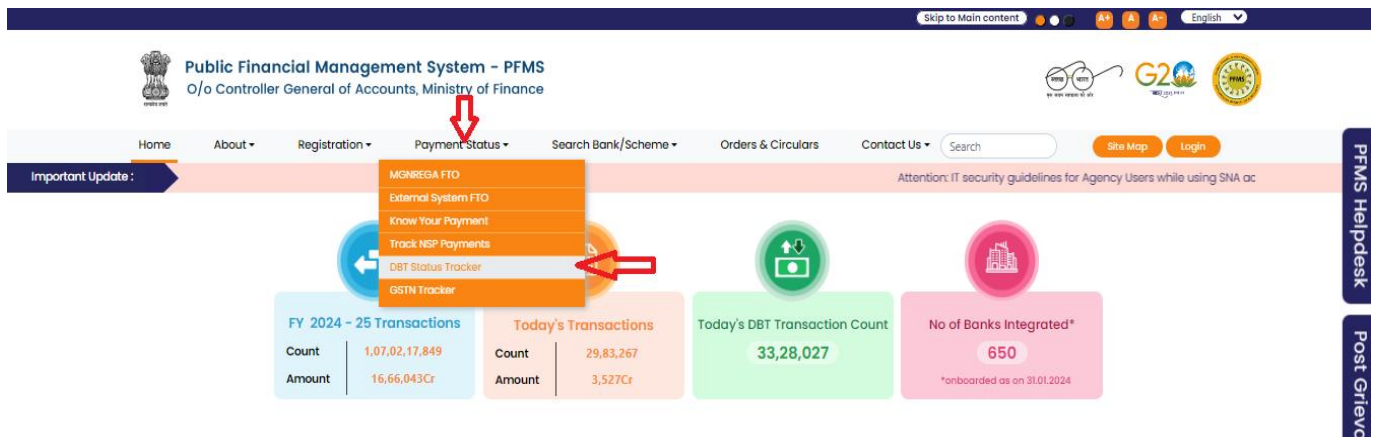 Skip to Main content A+ A A- English
Public Financial Management System - PFMS
O/o Controller General of Accounts, Ministry of Finance
G20
PFMS
Home About Registration Payment Status Search Bank/Scheme Orders & Circulars Contact Us Search Site Map Login
Important Update :
Attention: IT security guidelines for Agency Users while using SNA ac
MGNREGA FTO
External System FTO
Know Your Payment
Track NSP Payments
DBT Status Tracker
GSTN Tracker
FY 2024 - 25 Transactions
Count 1,07,02,17,849
Amount 16,66,043Cr
Today's Transactions
Count 29,83,267
Amount 3,527Cr
Today's DBT Transaction Count
33,28,027
No of Banks Integrated*
650
*onboarded as on 31.01.2024
PFMS Helpdesk
Post Grievo